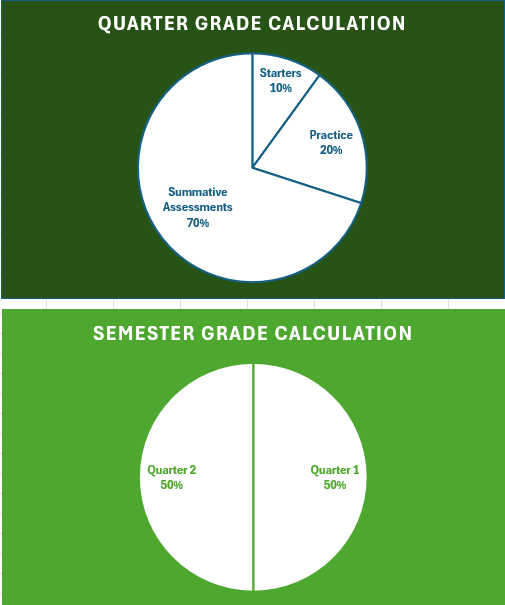 QUARTER GRADE CALCULATION
Starters
10%
Practice
20%
Summative
Assessments
70%
SEMESTER GRADE CALCULATION
Quarter 2
50%
Quarter 1
50%